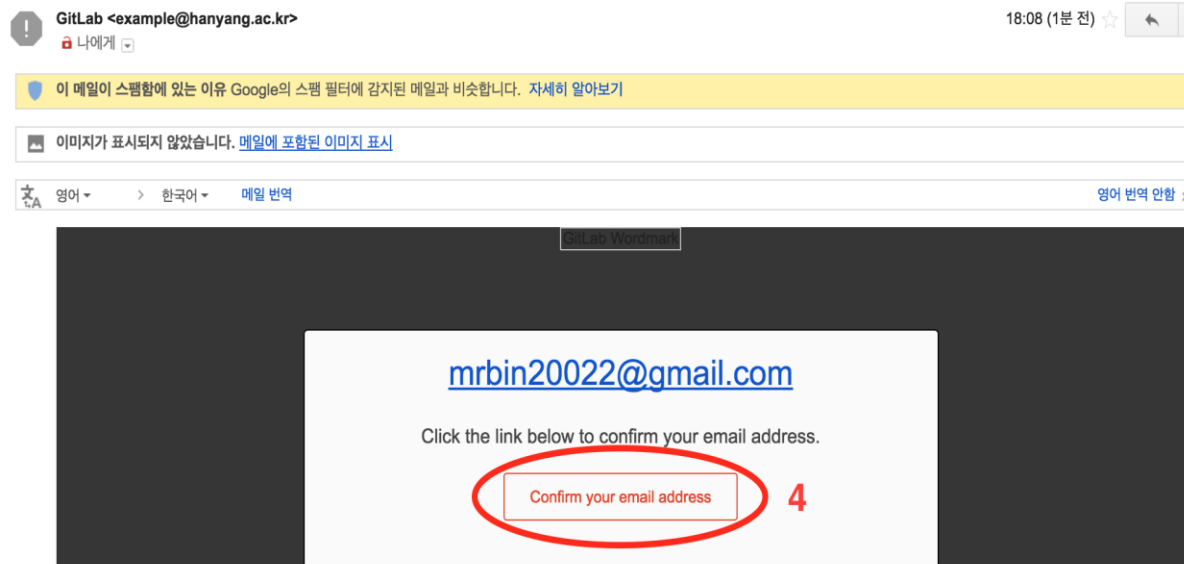 GitLab <example@hanyang.ac.kr>
18:08 (1분 전)
나에게
이 메일이 스팸함에 있는 이유 Google의 스팸 필터에 감지된 메일과 비슷합니다. 자세히 알아보기
이미지가 표시되지 않았습니다. 메일에 포함된 이미지 표시
영어 > 한국어 메일 번역 영어 번역 안함
GitLab Wordmark
mrbin20022@gmail.com
Click the link below to confirm your email address.
Confirm your email address 4